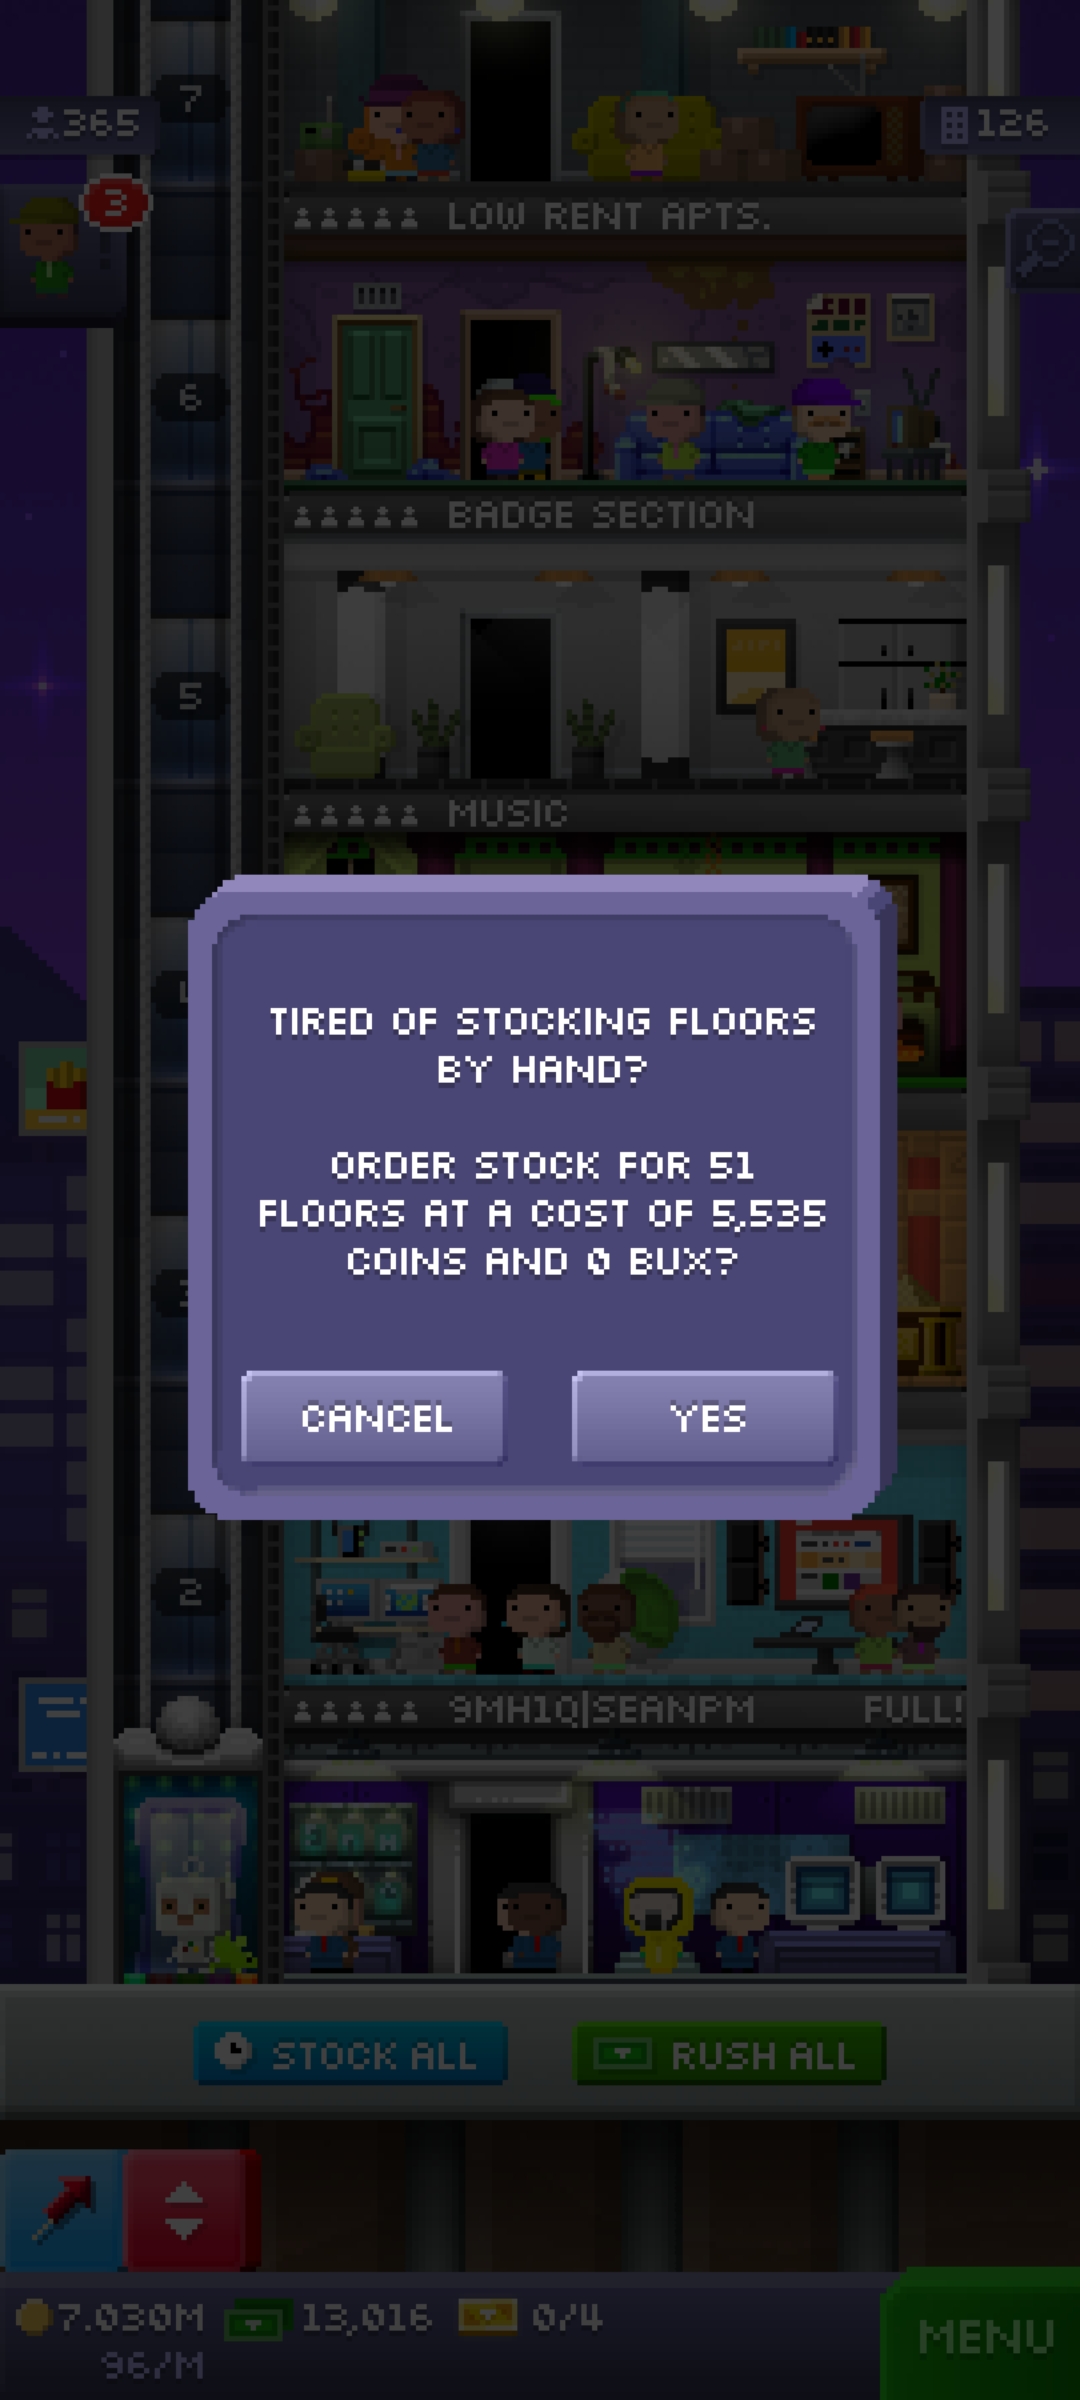 7
365
126
3
LOW RENT APTS.
6
BADGE SECTION
5
MUSIC
TIRED OF STOCKING FLOORS
BY HAND?
ORDER STOCK FOR 51
FLOORS AT A COST OF 5,535
COINS AND 0 BUX?
CANCEL
YES
2
9MH1Q|SEANPM
FULL!
STOCK ALL
RUSH ALL
7.030M
13,016
0/4
96/M
MENU